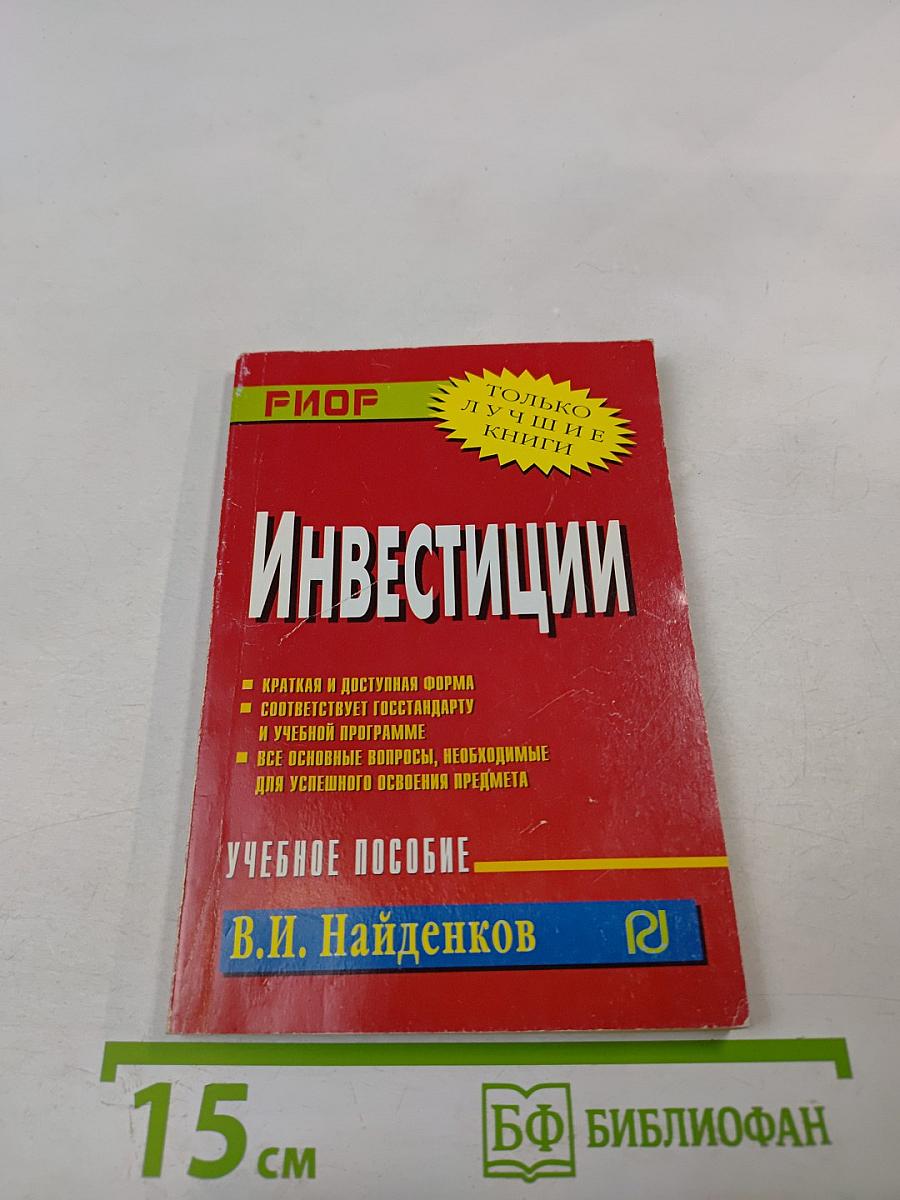 РИОР
ТОЛЬКО
ЛУЧШИЕ
КНИГИ
ИНВЕСТИЦИИ
КРАТКАЯ И ДОСТУПНАЯ ФОРМА
СООТВЕТСТВУЕТ ГОССТАНДАРТУ
И УЧЕБНОЙ ПРОГРАММЕ
ВСЕ ОСНОВНЫЕ ВОПРОСЫ, НЕОБХОДИМЫЕ
ДЛЯ УСПЕШНОГО ОСВОЕНИЯ ПРЕДМЕТА
УЧЕБНОЕ ПОСОБИЕ
В.И. Найденков
15 см
БФ БИБЛИОФАН